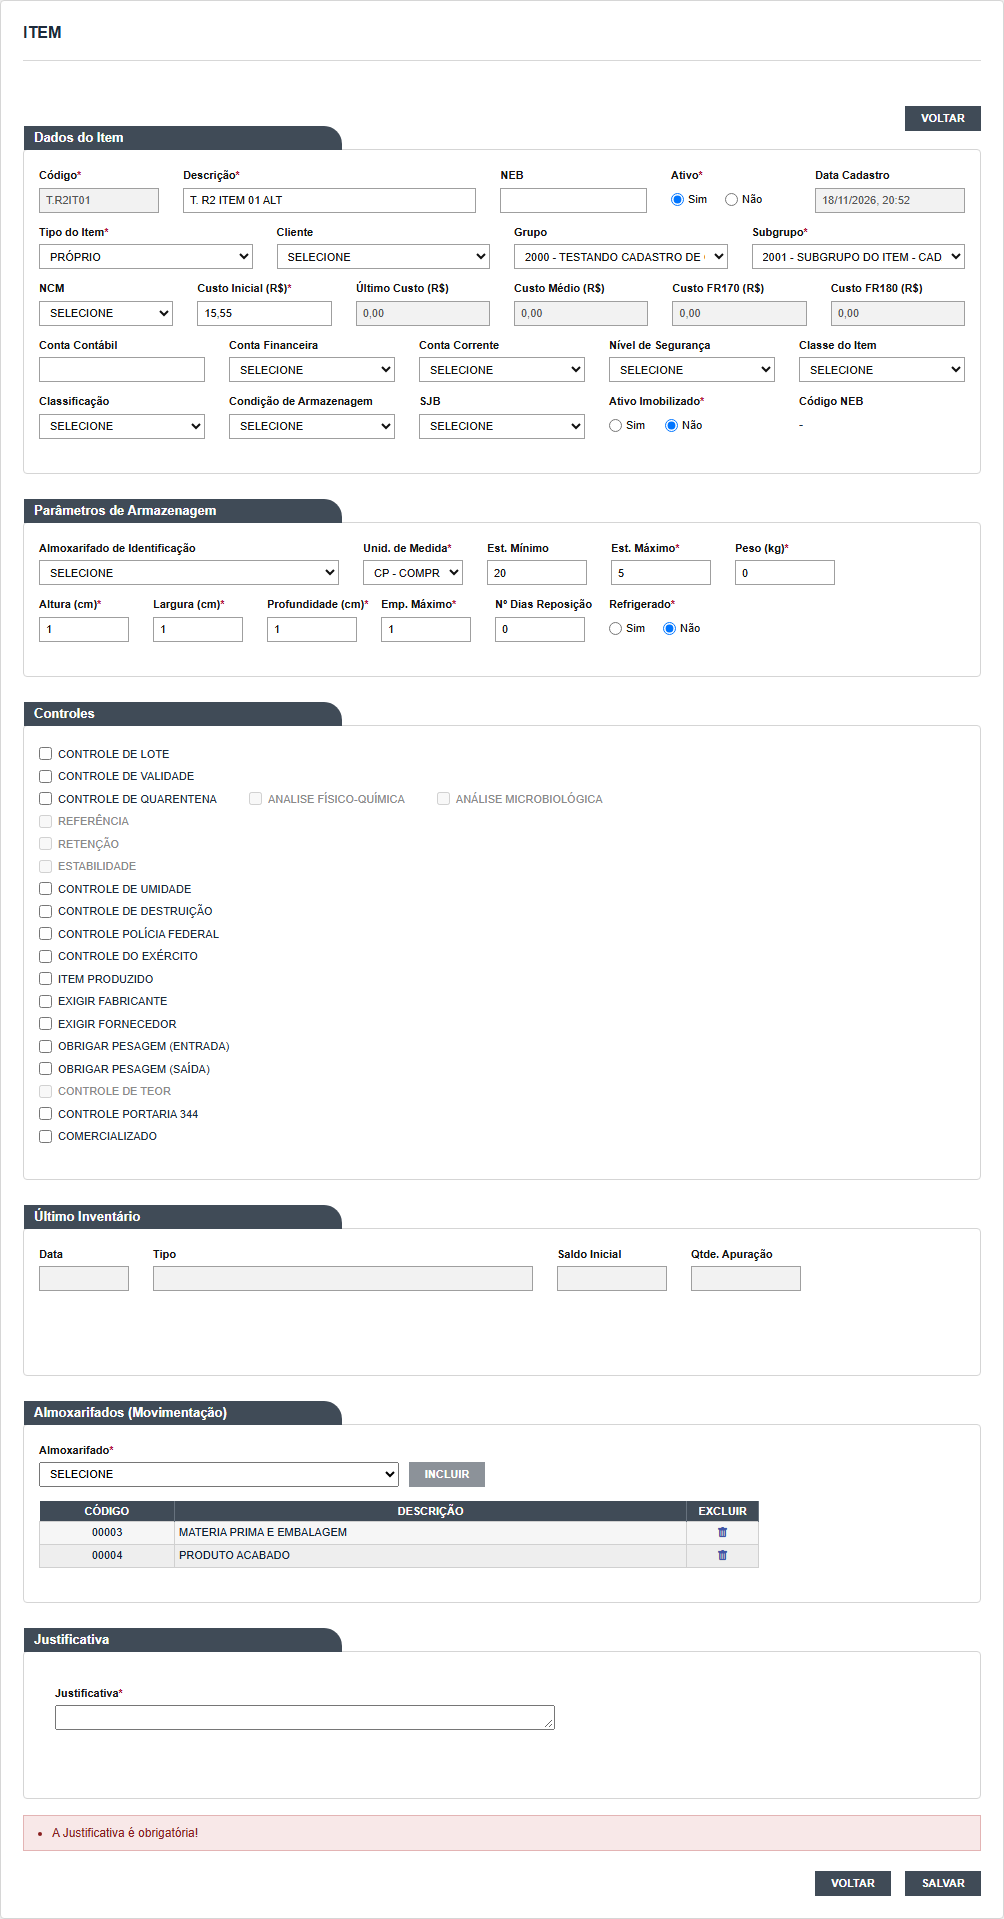 ITEM
VOLTAR
Dados do Item
Código* Descrição* NEB Ativo* Data Cadastro
T.R2IT01 T. R2 ITEM 01 ALT Sim Não 18/11/2026, 20:52
Tipo do Item* Cliente Grupo Subgrupo*
PRÓPRIO SELECIONE 2000 - TESTANDO CADASTRO DE 2001 - SUBGRUPO DO ITEM - CAD
NCM Custo Inicial (R$)* Último Custo (R$) Custo Médio (R$) Custo FR170 (R$) Custo FR180 (R$)
SELECIONE 15,55 0,00 0,00 0,00 0,00
Conta Contábil Conta Financeira Conta Corrente Nível de Segurança Classe do Item
SELECIONE SELECIONE SELECIONE SELECIONE
Classificação Condição de Armazenagem SJB Ativo Imobilizado* Código NEB
SELECIONE SELECIONE SELECIONE Sim Não -
Parâmetros de Armazenagem
Almoxarifado de Identificação Unid. de Medida* Est. Mínimo Est. Máximo* Peso (kg)*
SELECIONE CP - COMPR 20 5 0
Altura (cm)* Largura (cm)* Profundidade (cm)* Emp. Máximo* Nº Dias Reposição Refrigerado*
1 1 1 1 0 Sim Não
Controles
CONTROLE DE LOTE
CONTROLE DE VALIDADE
CONTROLE DE QUARENTENA ANALISE FÍSICO-QUÍMICA ANÁLISE MICROBIOLÓGICA
REFERÊNCIA
RETENÇÃO
ESTABILIDADE
CONTROLE DE UMIDADE
CONTROLE DE DESTRUIÇÃO
CONTROLE POLÍCIA FEDERAL
CONTROLE DO EXÉRCITO
ITEM PRODUZIDO
EXIGIR FABRICANTE
EXIGIR FORNECEDOR
OBRIGAR PESAGEM (ENTRADA)
OBRIGAR PESAGEM (SAÍDA)
CONTROLE DE TEOR
CONTROLE PORTARIA 344
COMERCIALIZADO
Último Inventário
Data Tipo Saldo Inicial Qtde. Apuração
Almoxarifados (Movimentação)
Almoxarifado*
SELECIONE INCLUIR
CÓDIGO DESCRIÇÃO EXCLUIR
00003 MATERIA PRIMA E EMBALAGEM
00004 PRODUTO ACABADO
Justificativa
Justificativa*
• A Justificativa é obrigatória!
VOLTAR SALVAR